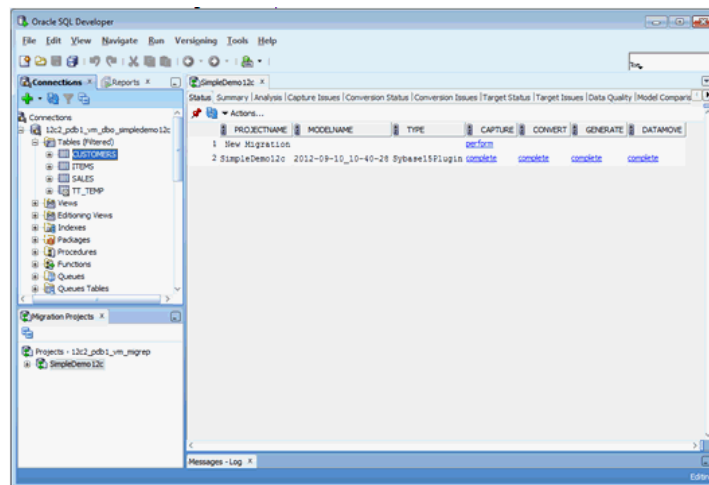 Oracle SQL Developer
File Edit View Navigate Run Versioning Tools Help
Connections Reports
Connections
12c2_pdb1_vm_dbo_simpledemo12c
Tables (Filtered)
CUSTOMERS
ITEMS
SALES
TT_TEMP
Views
Editioning Views
Indexes
Packages
Procedures
Functions
Queues
Queues Tables
Migration Projects
Projects - 12c2_pdb1_vm_migrep
SimpleDemo12c
SimpleDemo12c
Status Summary Analysis Capture Issues Conversion Status Conversion Issues Target Status Target Issues Data Quality Model Comparis
Actions...
PROJECTNAME MODELNAME TYPE CAPTURE CONVERT GENERATE DATAMOVE
1 New Migration perform
2 SimpleDemo12c 2012-09-10_10-40-28 Sybase15Plugin complete complete complete complete
Messages - Log
Editin